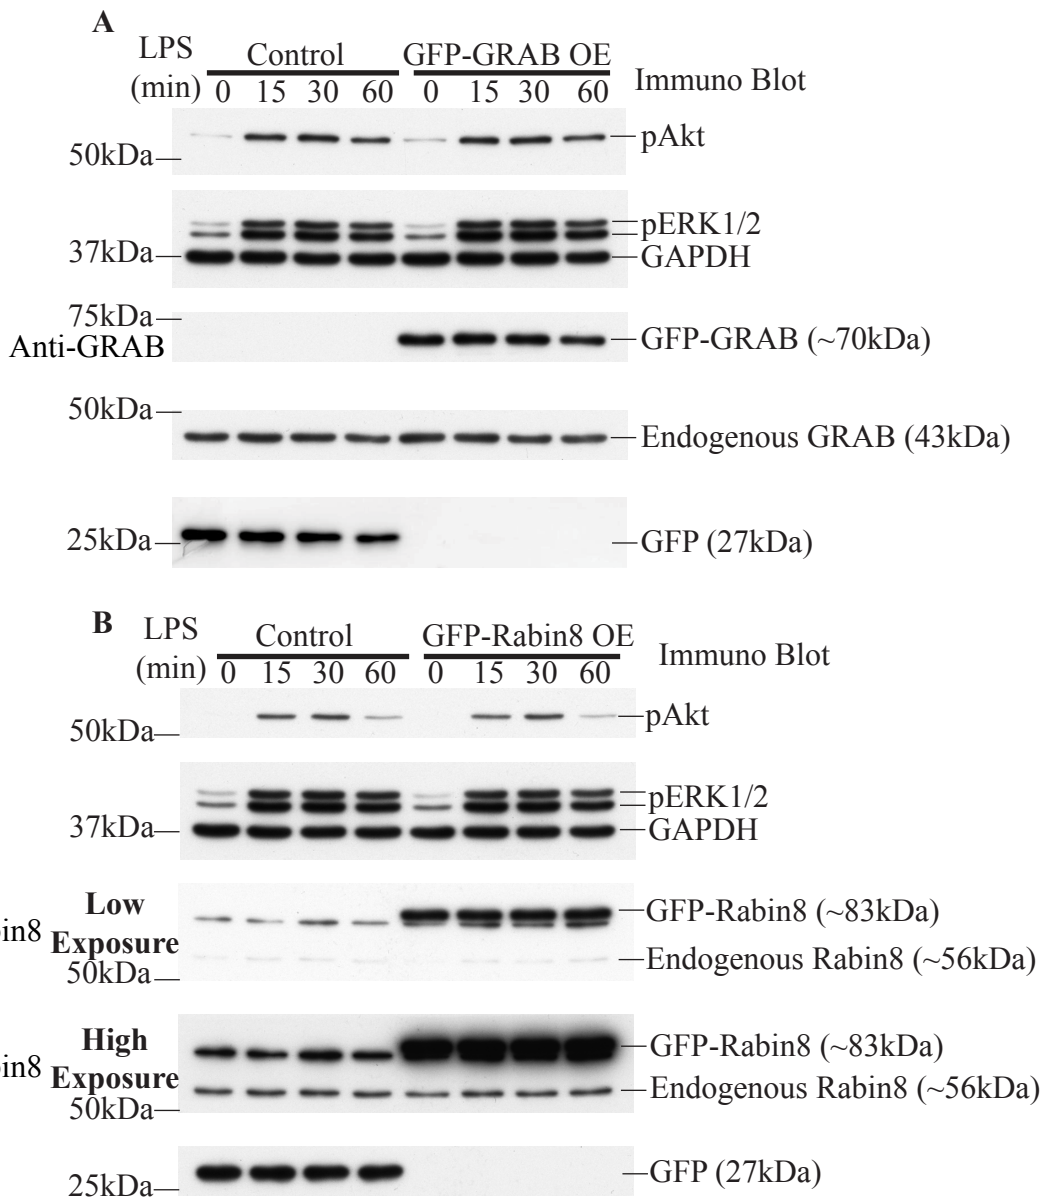 A
LPS Control GFP-GRAB OE
(min) 0 15 30 60 0 15 30 60 Immuno Blot
pAkt
50kDa
pERK1/2
37kDa GAPDH
75kDa
Anti-GRAB GFP-GRAB (~70kDa)
50kDa
Endogenous GRAB (43kDa)
25kDa GFP (27kDa)
B LPS Control GFP-Rabin8 OE
(min) 0 15 30 60 0 15 30 60 Immuno Blot
pAkt
50kDa
pERK1/2
37kDa GAPDH
Low GFP-Rabin8 (~83kDa)
in8 Exposure Endogenous Rabin8 (~56kDa)
50kDa
High GFP-Rabin8 (~83kDa)
in8 Exposure Endogenous Rabin8 (~56kDa)
50kDa
25kDa GFP (27kDa)